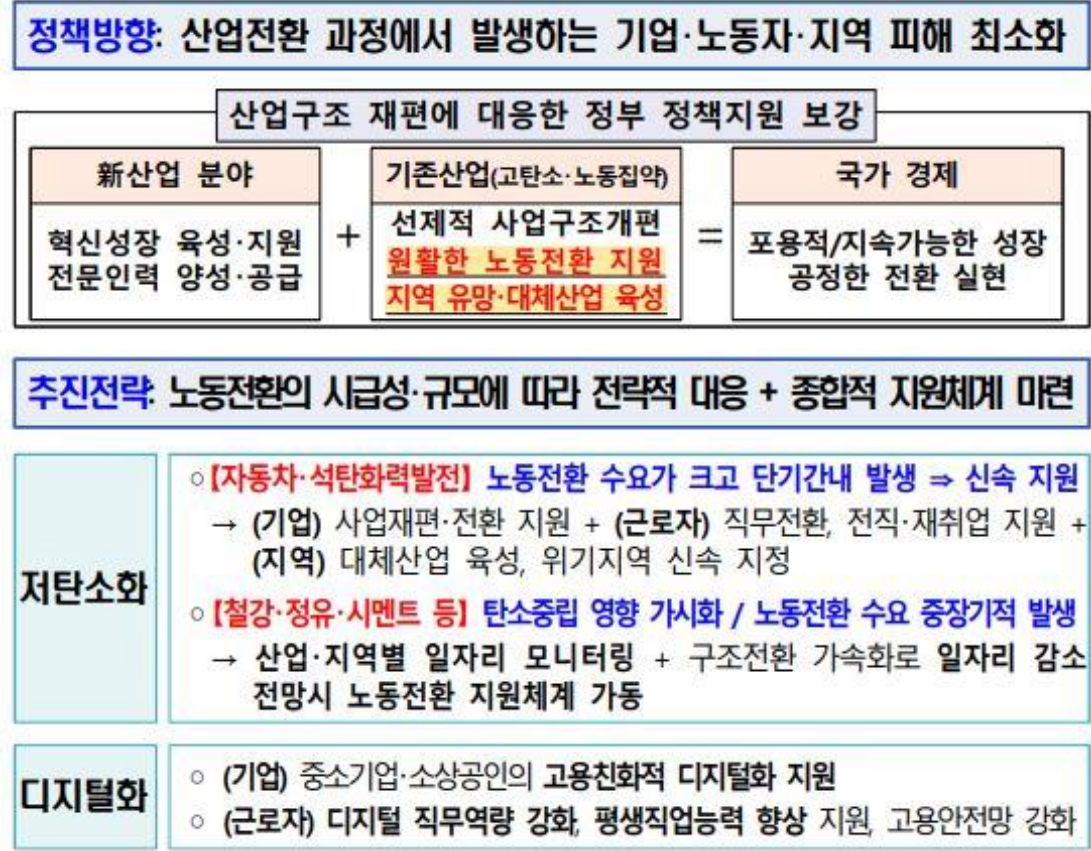 정책방향: 산업전환 과정에서 발생하는 기업·노동자·지역 피해 최소화
산업구조 재편에 대응한 정부 정책지원 보강
新산업 분야
혁신성장 육성·지원
전문인력 양성·공급
+
기존산업(고탄소·노동집약)
선제적 사업구조개편
원활한 노동전환 지원
지역 유망·대체산업 육성
=
국가 경제
포용적/지속가능한 성장
공정한 전환 실현
추진전략: 노동전환의 시급성·규모에 따라 전략적 대응 + 종합적 지원체계 마련
저탄소화
○【자동차·석탄화력발전】 노동전환 수요가 크고 단기간내 발생 ⇒ 신속 지원
→ (기업) 사업재편·전환 지원 + (근로자) 직무전환, 전직·재취업 지원 +
(지역) 대체산업 육성, 위기지역 신속 지정
○【철강·정유·시멘트 등】 탄소중립 영향 가시화 / 노동전환 수요 중장기적 발생
→ 산업·지역별 일자리 모니터링 + 구조전환 가속화로 일자리 감소
전망시 노동전환 지원체계 가동
디지털화
○ (기업) 중소기업·소상공인의 고용친화적 디지털화 지원
○ (근로자) 디지털 직무역량 강화, 평생직업능력 향상 지원, 고용안전망 강화